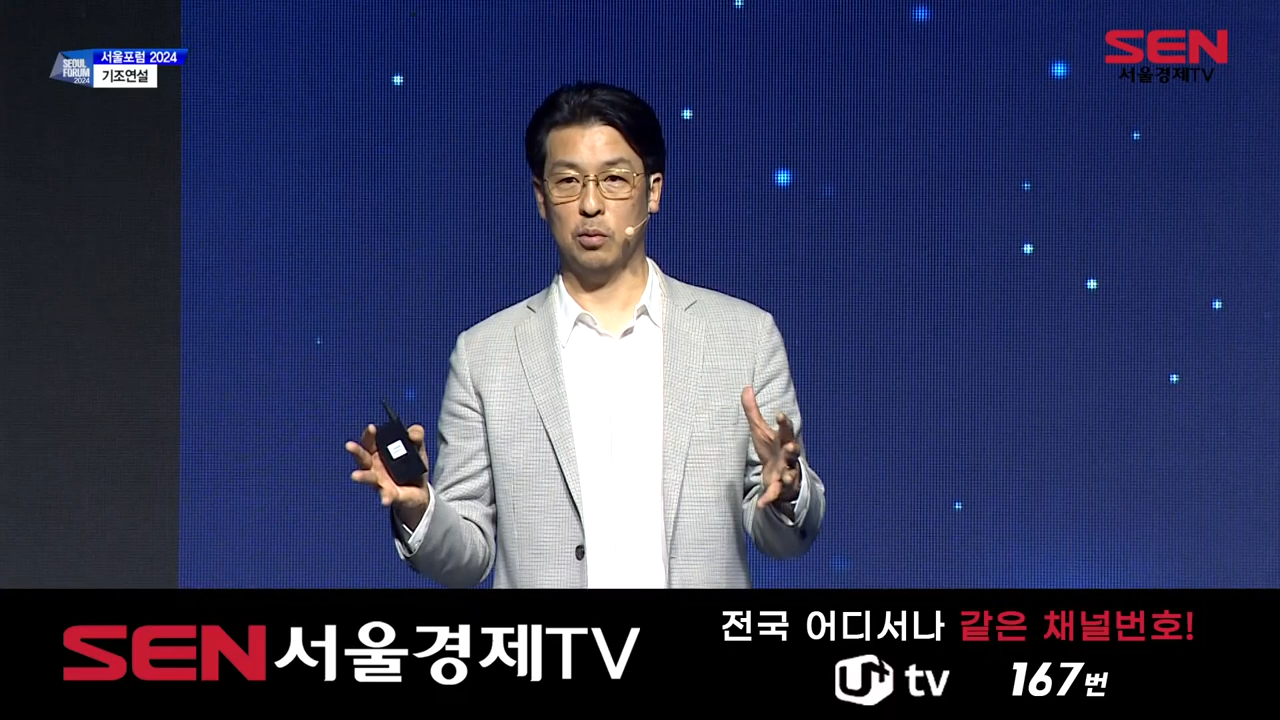 SEOUL
FORUM
2024
서울포럼 2024
기조연설
SEN
서울경제TV
SEN서울경제TV
전국 어디서나 같은 채널번호!
U+ tv 167번